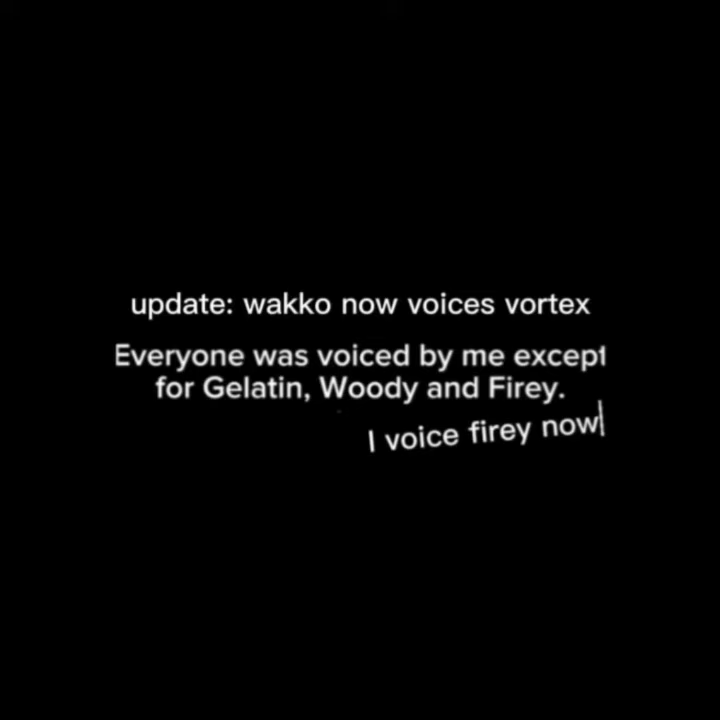 update: wakko now voices vortex
Everyone was voiced by me except
for Gelatin, Woody and Firey.
I voice firey now